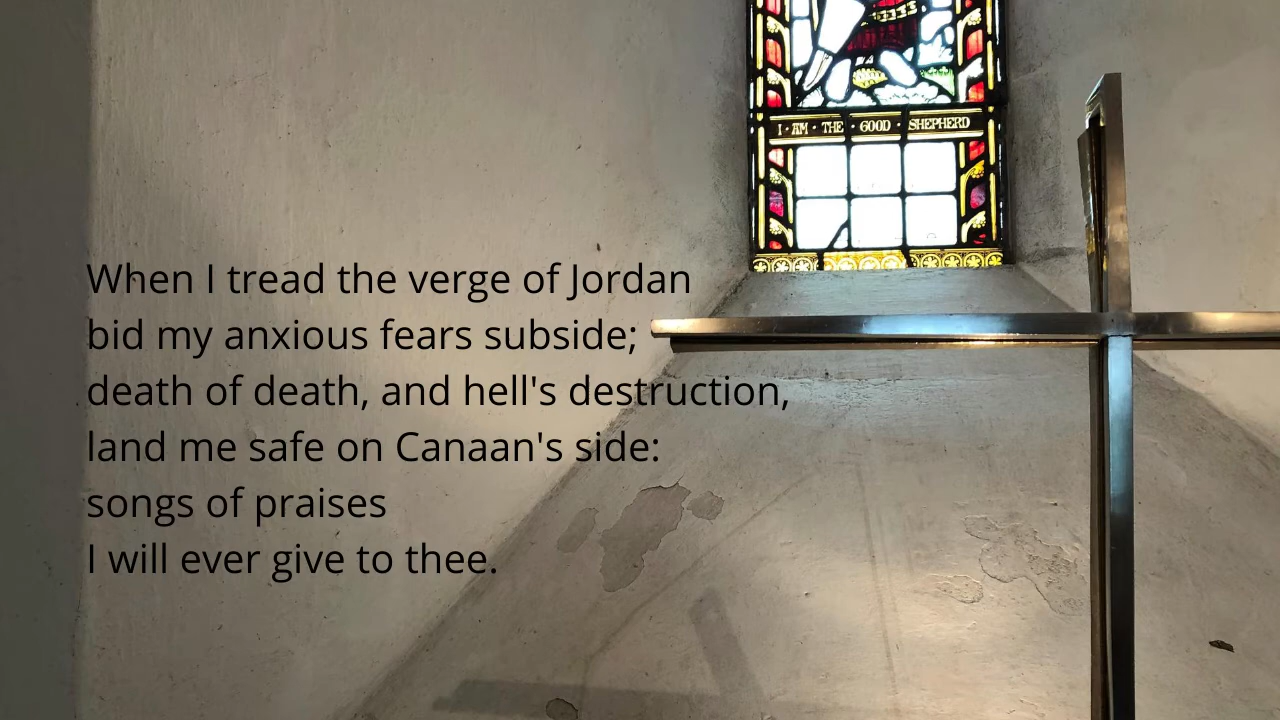 I · AM · THE · GOOD · SHEPHERD
When I tread the verge of Jordan
bid my anxious fears subside;
death of death, and hell's destruction,
land me safe on Canaan's side:
songs of praises
I will ever give to thee.